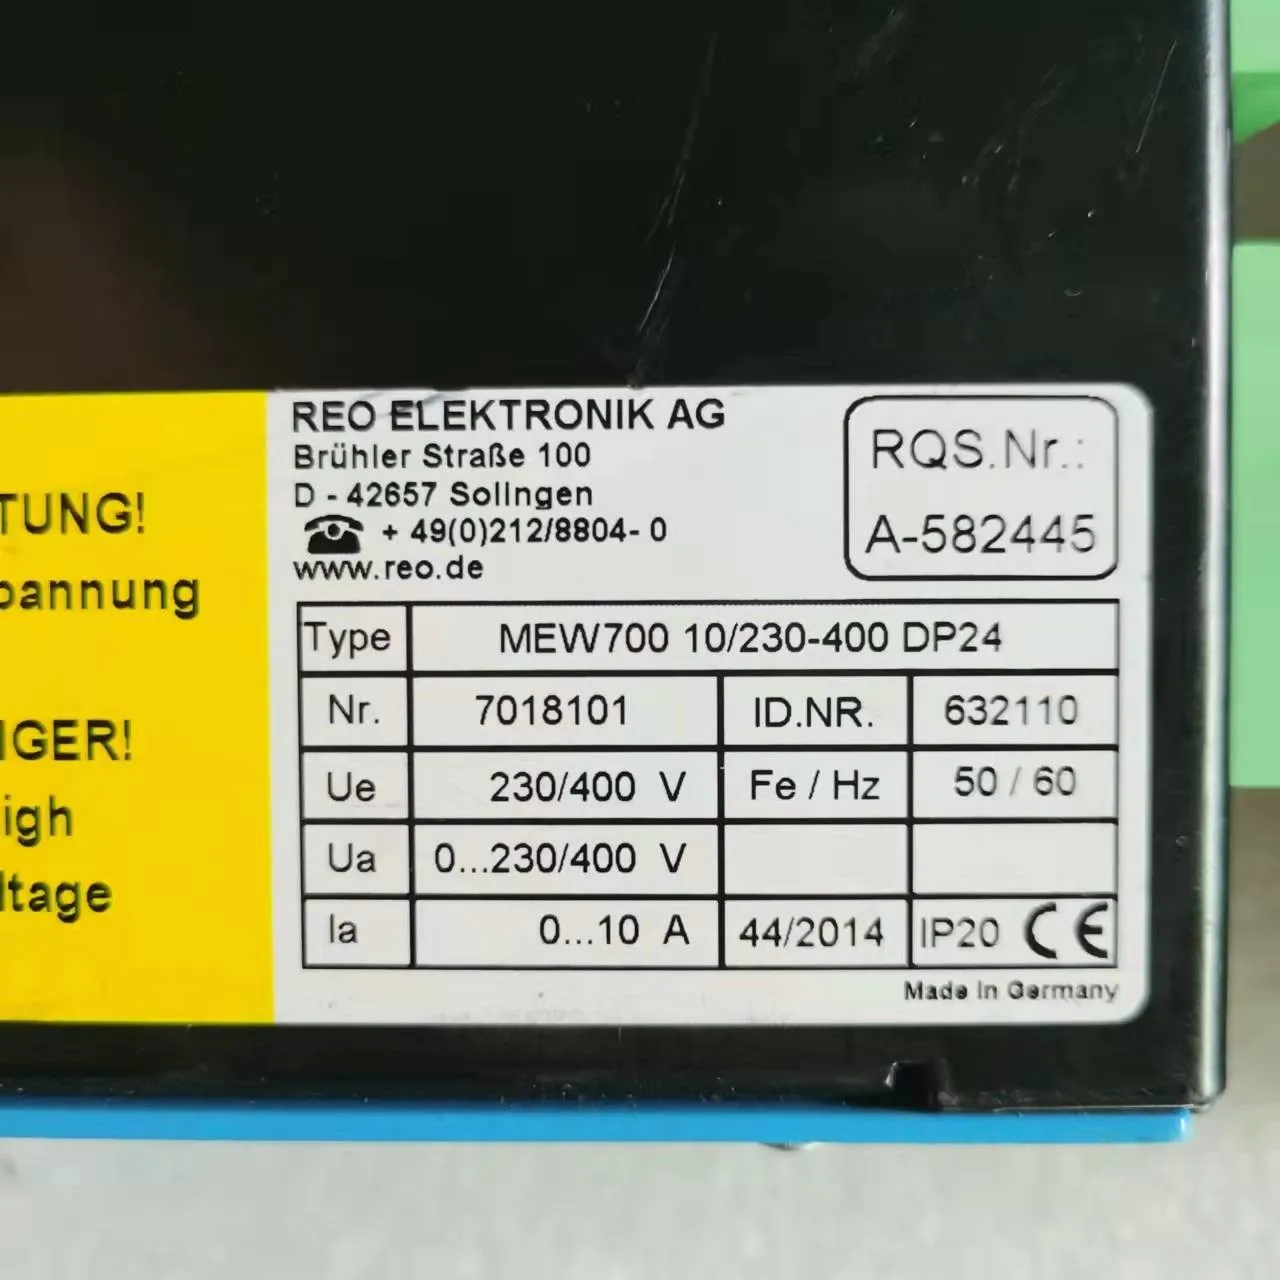 TUNG!
pannung
NGER!
igh
ltage
REO ELEKTRONIK AG
Brühler Straße 100
D - 42657 Solingen
+ 49(0)212/8804- 0
www.reo.de
RQS.Nr.:
A-582445
Type MEW700 10/230-400 DP24
Nr. 7018101 ID.NR. 632110
Ue 230/400 V Fe / Hz 50 / 60
Ua 0...230/400 V
Ia 0...10 A 44/2014 IP20 CE
Made in Germany